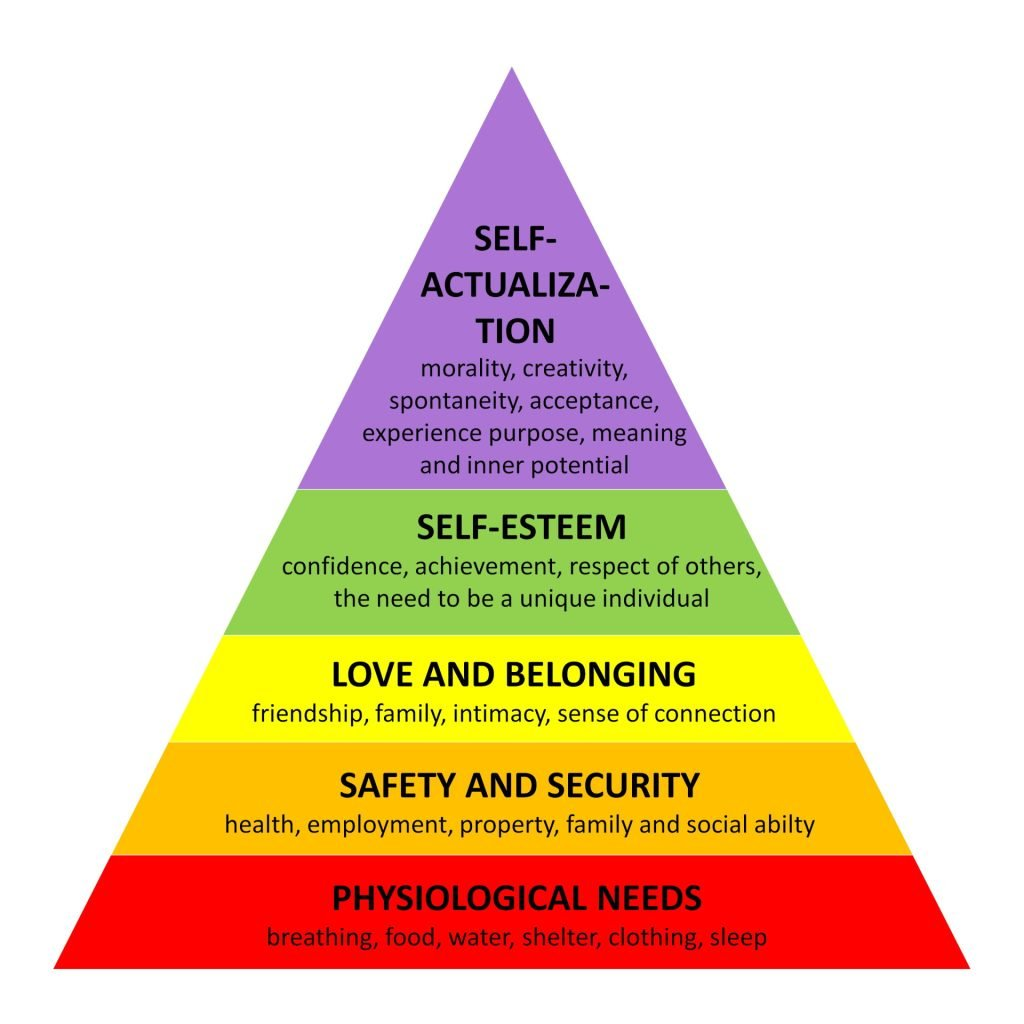 SELF-
ACTUALIZA-
TION
morality, creativity,
spontaneity, acceptance,
experience purpose, meaning
and inner potential
SELF-ESTEEM
confidence, achievement, respect of others,
the need to be a unique individual
LOVE AND BELONGING
friendship, family, intimacy, sense of connection
SAFETY AND SECURITY
health, employment, property, family and social abilty
PHYSIOLOGICAL NEEDS
breathing, food, water, shelter, clothing, sleep